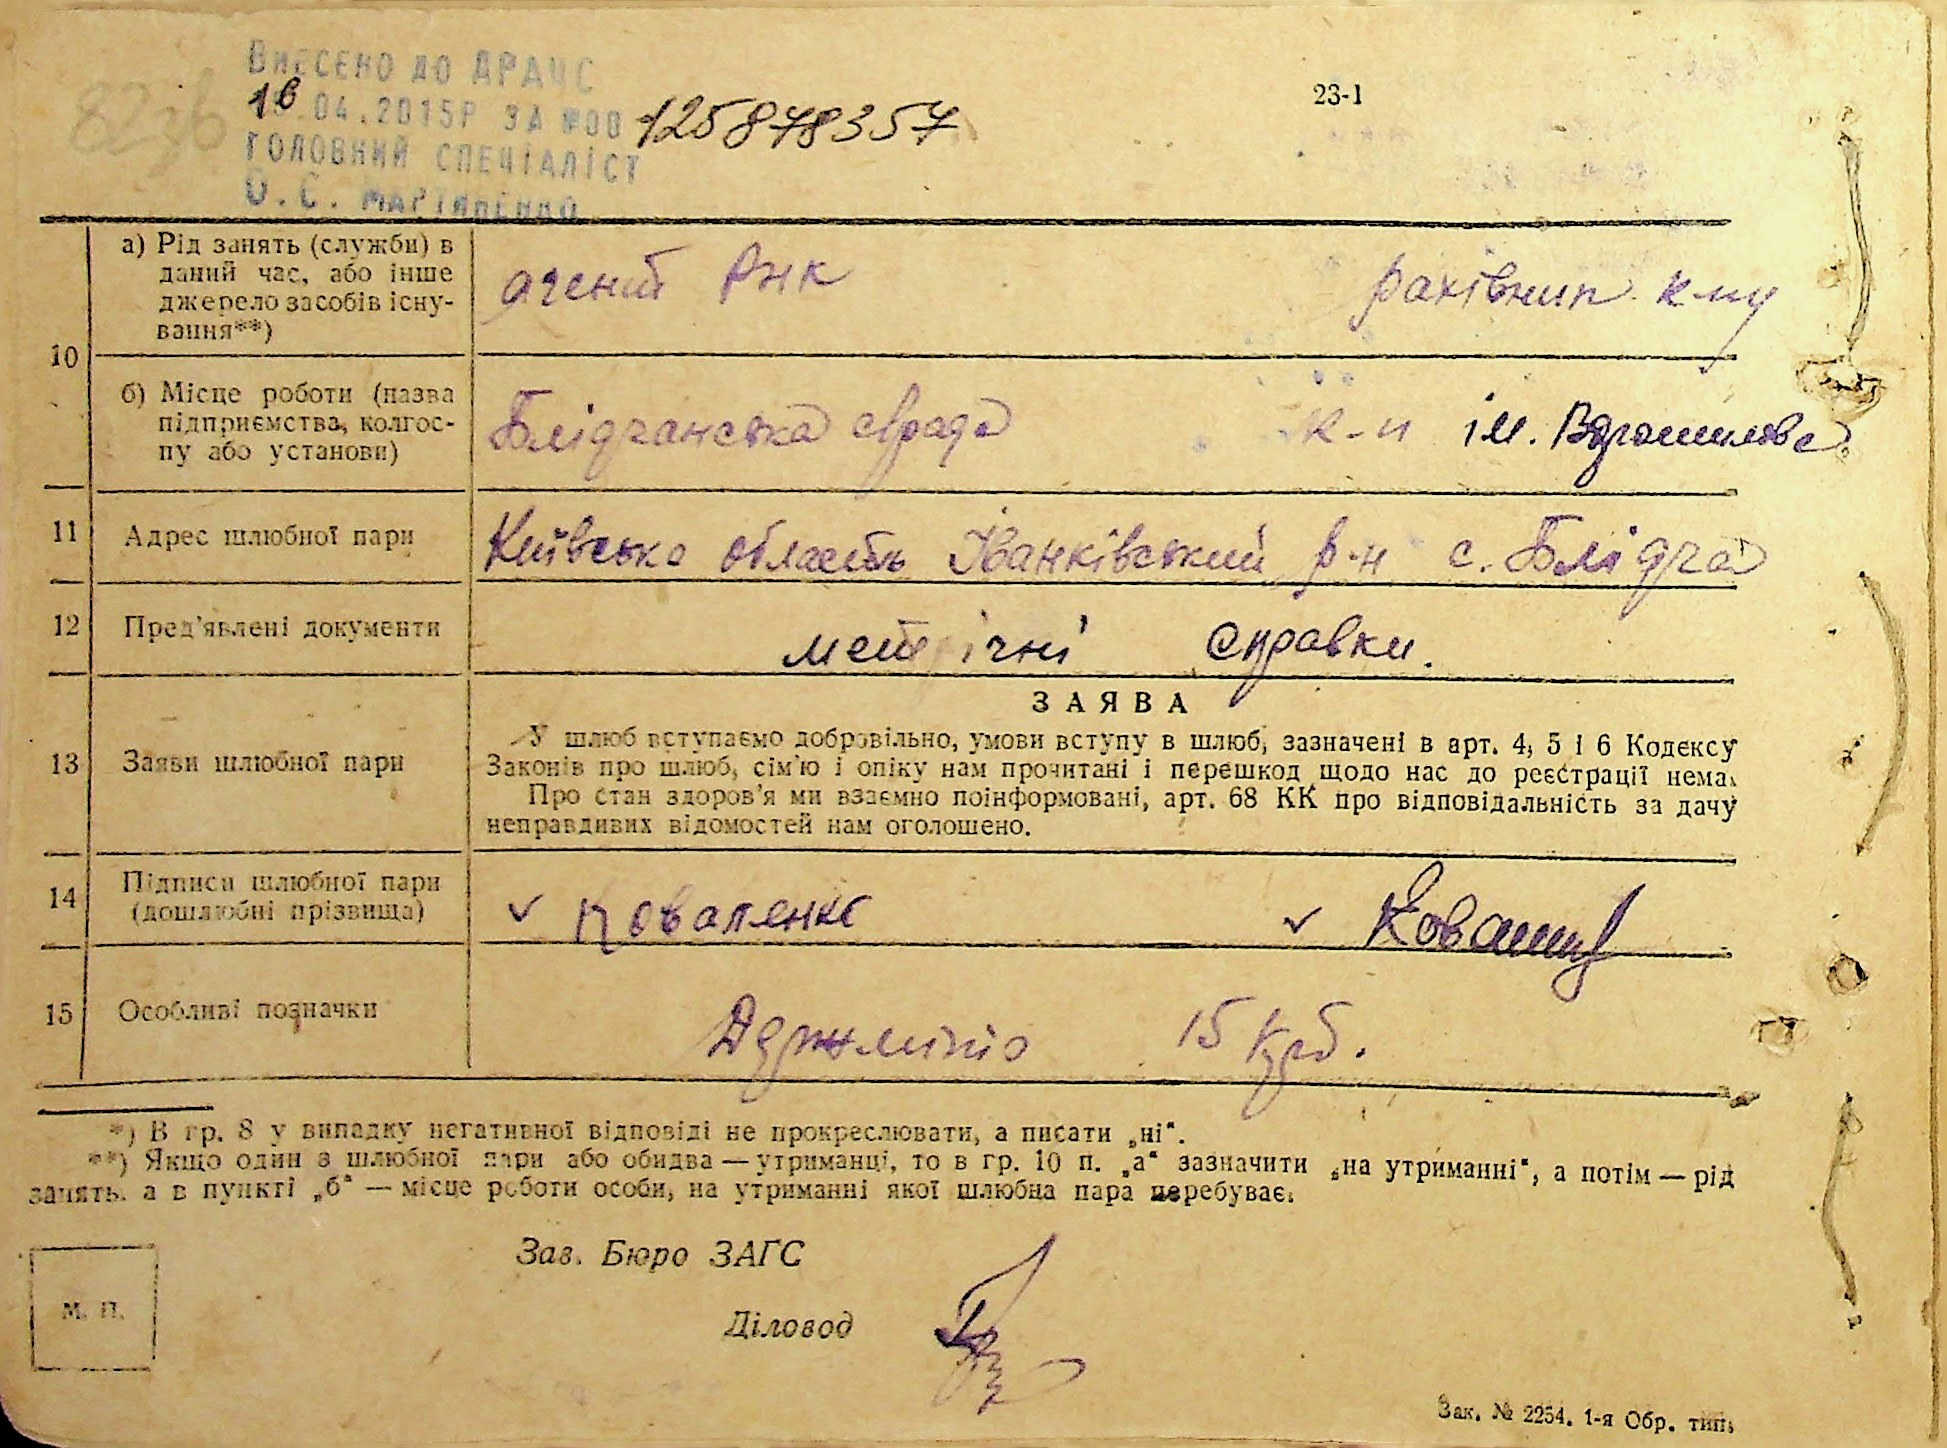 82зв
ВНЕСЕНО ДО ДРАЦС
16.04.2015Р ЗА №00 125878357
ГОЛОВНИЙ СПЕЦІАЛІСТ
О.С.
23-1
10
а) Рід занять (служби) в
даний час, або інше
джерело засобів існу-
вання**)
агент
рахівник к-пу
б) Місце роботи (назва
підприємства, колгос-
пу або установи)
Блідчанська с/рада
к-п ім. Ворошилова
11
Адрес шлюбної пари
Київська область Іванківський р-н с. Блідча
12
Пред'явлені документи
метричні справки.
13
Заяви шлюбної пари
ЗАЯВА
У шлюб вступаємо добровільно, умови вступу в шлюб, зазначені в арт. 4, 5 і 6 Кодексу
Законів про шлюб, сім'ю і опіку нам прочитані і перешкод щодо нас до реєстрації нема.
Про стан здоров'я ми взаємно поінформовані, арт. 68 КК про відповідальність за дачу
неправдивих відомостей нам оголошено.
14
Підписи шлюбної пари
(дошлюбні прізвища)
✓ Коваленко
✓
15
Особливі позначки
Держмито 15 крб.
*) В гр. 8 у випадку негативної відповіді не прокреслювати, а писати „ні“.
**) Якщо один з шлюбної пари або обидва — утриманці, то в гр. 10 п. „а“ зазначити „на утриманні“, а потім — рід
занять, а в пункті „б“ — місце роботи особи, на утриманні якої шлюбна пара перебуває.
Зав. Бюро ЗАГС
Діловод
М. П.
Зак. № 2254. 1-я Обр. тип.